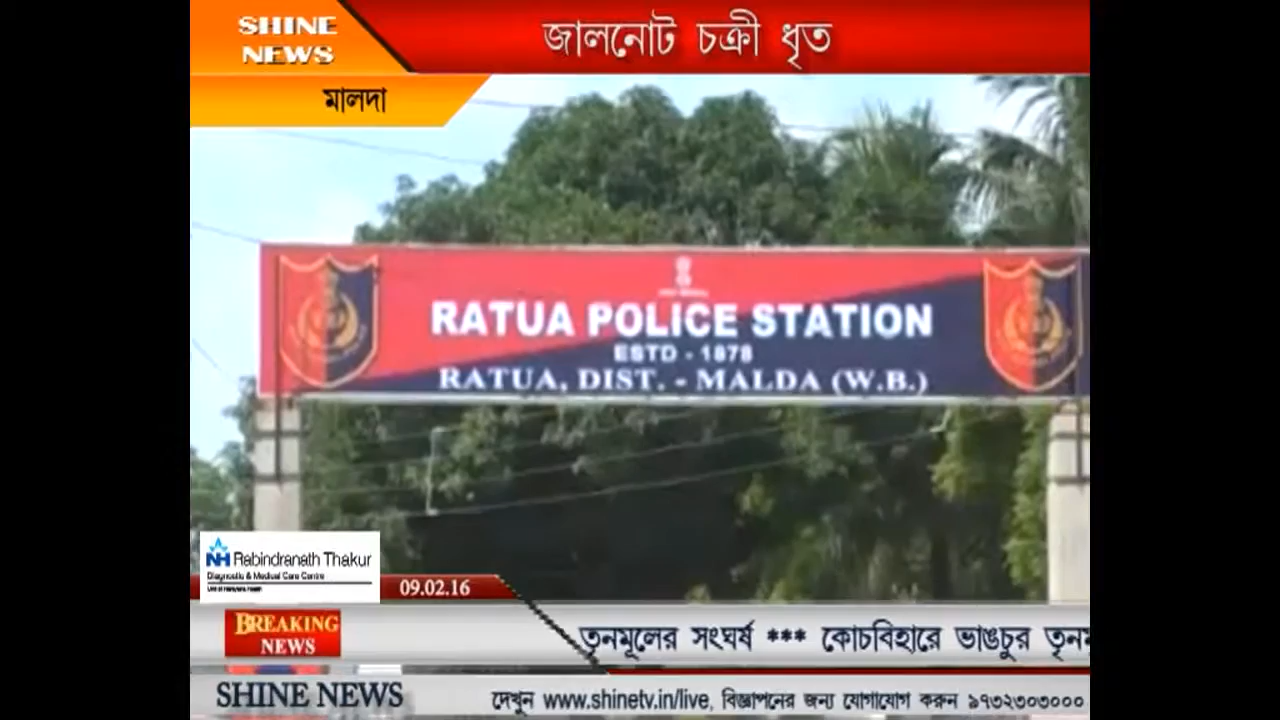 SHINE
NEWS
জালনোট চক্রী ধৃত
মালদা
RATUA POLICE STATION
ESTD - 1878
RATUA, DIST. - MALDA (W.B.)
NH Rabindranath Thakur
Diagnostic & Medical Care Centre
09.02.16
BREAKING
NEWS
তৃনমূলের সংঘর্ষ *** কোচবিহারে ভাঙচুর তৃনম
SHINE NEWS
দেখুন www.shinetv.in/live, বিজ্ঞাপনের জন্য যোগাযোগ করুন ৯৭৩২৩০৩০০০